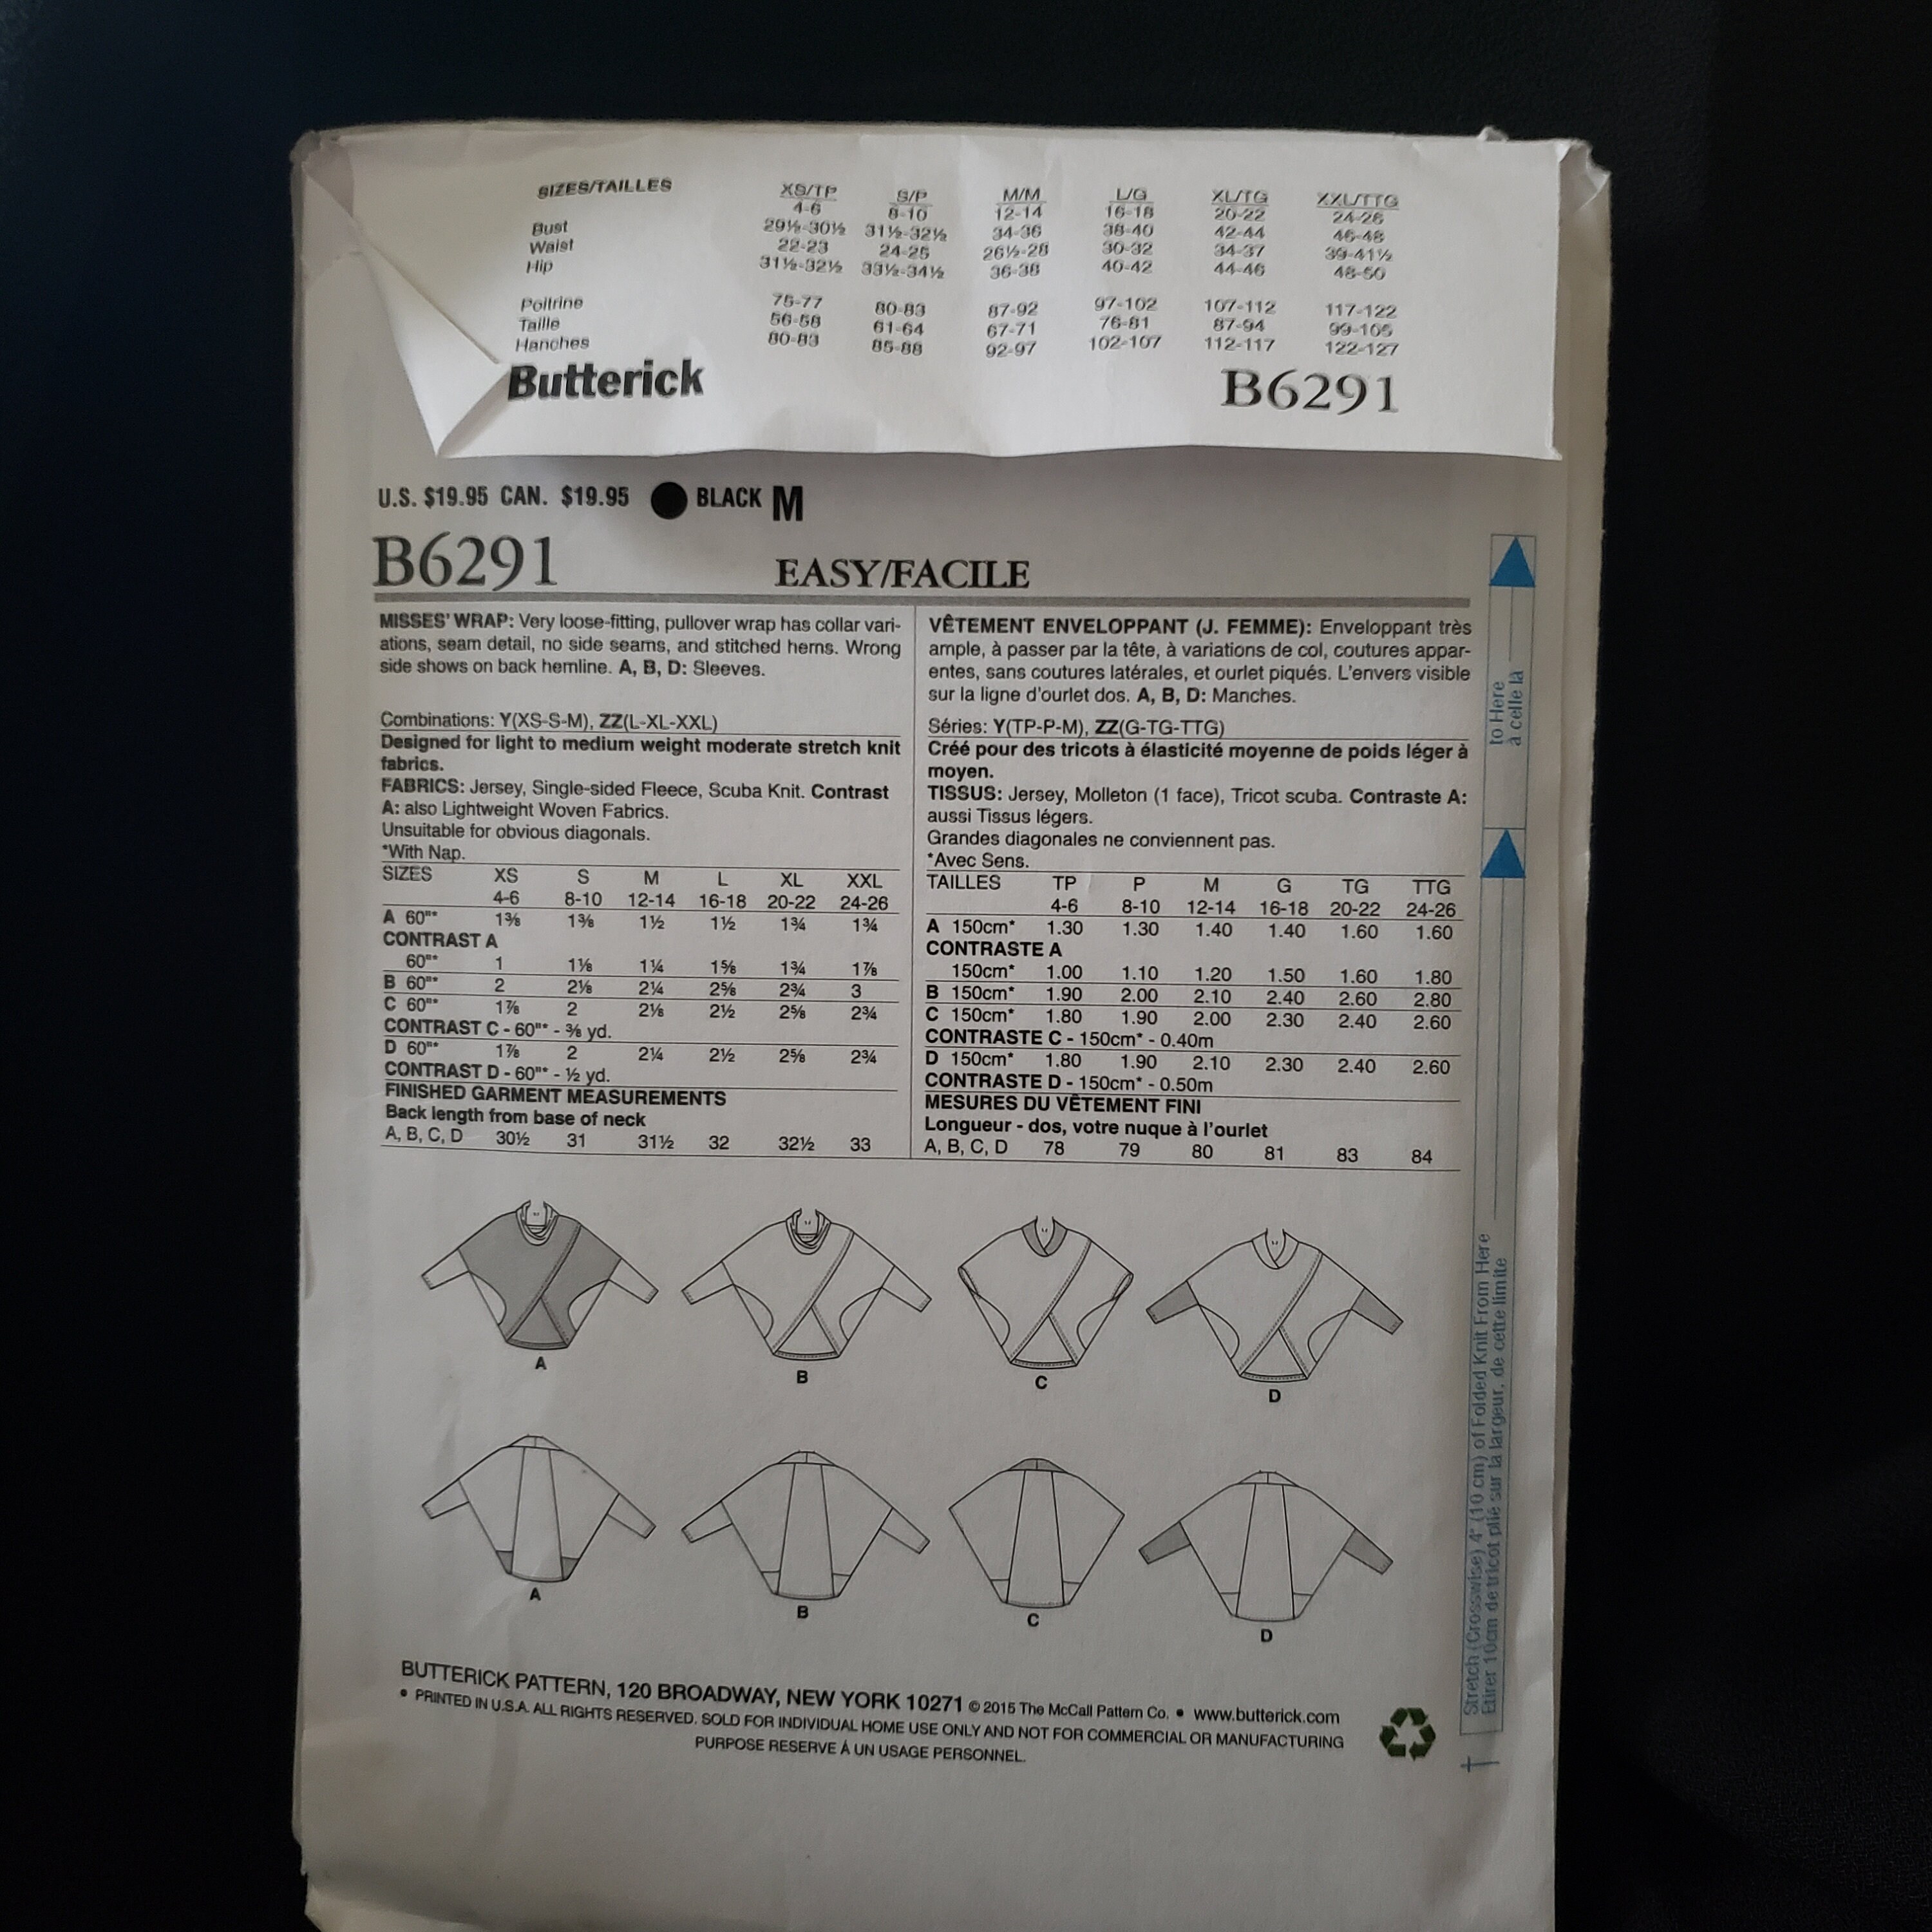 SIZES/TAILLES XS/TP S/P M/M L/G XL/TG XXL/TTG
4-6 8-10 12-14 16-18 20-22 24-26
Bust 29½-30½ 31½-32½ 34-36 38-40 42-44 46-48
Waist 22-23 24-25 26½-28 30-32 34-37 39-41½
Hip 31½-32½ 33½-34½ 36-38 40-42 44-46 48-50
Poitrine 75-77 80-83 87-92 97-102 107-112 117-122
Taille 56-58 61-64 67-71 76-81 87-94 99-105
Hanches 80-83 85-88 92-97 102-107 112-117 122-127
Butterick B6291
U.S. $19.95 CAN. $19.95 BLACK M
B6291 EASY/FACILE
MISSES' WRAP: Very loose-fitting, pullover wrap has collar vari-
ations, seam detail, no side seams, and stitched hems. Wrong
side shows on back hemline. A, B, D: Sleeves.
Combinations: Y(XS-S-M), ZZ(L-XL-XXL)
Designed for light to medium weight moderate stretch knit
fabrics.
FABRICS: Jersey, Single-sided Fleece, Scuba Knit. Contrast
A: also Lightweight Woven Fabrics.
Unsuitable for obvious diagonals.
*With Nap.
SIZES XS S M L XL XXL
4-6 8-10 12-14 16-18 20-22 24-26
A 60"* 1⅜ 1⅜ 1½ 1½ 1¾ 1¾
CONTRAST A
60"* 1 1⅛ 1¼ 1⅝ 1¾ 1⅞
B 60"* 2 2⅛ 2¼ 2⅝ 2¾ 3
C 60"* 1⅞ 2 2⅛ 2½ 2⅝ 2¾
CONTRAST C - 60"* - ⅜ yd.
D 60"* 1⅞ 2 2¼ 2½ 2⅝ 2¾
CONTRAST D - 60"* - ½ yd.
FINISHED GARMENT MEASUREMENTS
Back length from base of neck
A, B, C, D 30½ 31 31½ 32 32½ 33
VÊTEMENT ENVELOPPANT (J. FEMME): Enveloppant très
ample, à passer par la tête, à variations de col, coutures appar-
entes, sans coutures latérales, et ourlet piqués. L'envers visible
sur la ligne d'ourlet dos. A, B, D: Manches.
Séries: Y(TP-P-M), ZZ(G-TG-TTG)
Créé pour des tricots à élasticité moyenne de poids léger à
moyen.
TISSUS: Jersey, Molleton (1 face), Tricot scuba. Contraste A:
aussi Tissus légers.
Grandes diagonales ne conviennent pas.
*Avec Sens.
TAILLES TP P M G TG TTG
4-6 8-10 12-14 16-18 20-22 24-26
A 150cm* 1.30 1.30 1.40 1.40 1.60 1.60
CONTRASTE A
150cm* 1.00 1.10 1.20 1.50 1.60 1.80
B 150cm* 1.90 2.00 2.10 2.40 2.60 2.80
C 150cm* 1.80 1.90 2.00 2.30 2.40 2.60
CONTRASTE C - 150cm* - 0.40m
D 150cm* 1.80 1.90 2.10 2.30 2.40 2.60
CONTRASTE D - 150cm* - 0.50m
MESURES DU VÊTEMENT FINI
Longueur - dos, votre nuque à l'ourlet
A, B, C, D 78 79 80 81 83 84
to Here
à celle là
Stretch (Crosswise) 4" (10 cm) of Folded Knit From Here
Etirer 10cm de tricot plié sur la largeur, de cette limite
A B C D
A B C D
BUTTERICK PATTERN, 120 BROADWAY, NEW YORK 10271 © 2015 The McCall Pattern Co. • www.butterick.com
• PRINTED IN U.S.A. ALL RIGHTS RESERVED. SOLD FOR INDIVIDUAL HOME USE ONLY AND NOT FOR COMMERCIAL OR MANUFACTURING
PURPOSE RESERVE Á UN USAGE PERSONNEL.